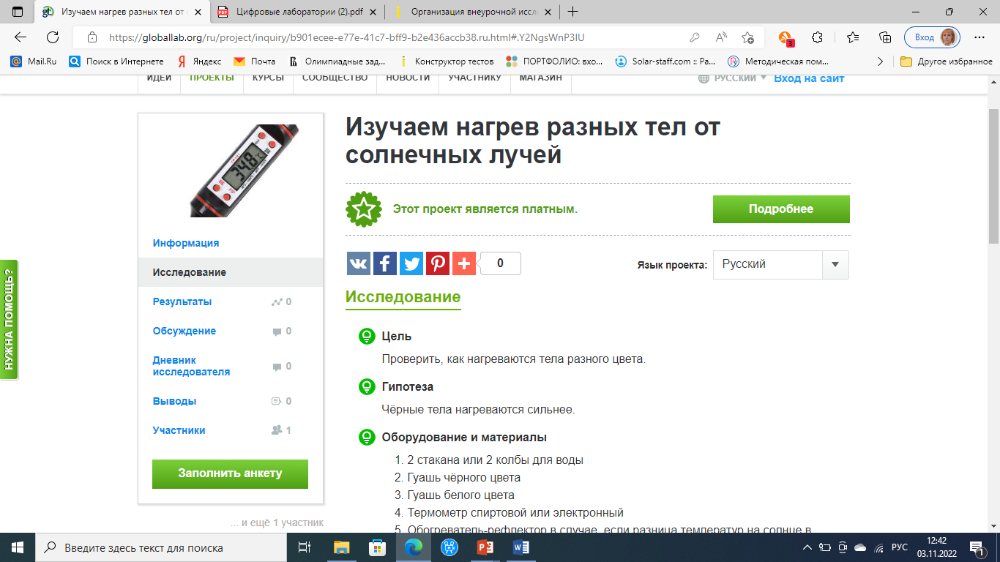 Изучаем нагрев разных тел от с
Цифровые лаборатории (2).pdf
Организация внеурочной иссл
https://globallab.org/ru/project/inquiry/b901ecee-e77e-41c7-bff9-b2e436accb38.ru.html#.Y2NgsWnP3IU
3
Вход
Mail.Ru
Поиск в Интернете
Яндекс
Почта
Олимпиадные зад...
Конструктор тестов
ПОРТФОЛИО: вхо...
Solar-staff.com :: Ра...
Методическая пом...
Другое избранное
ИДЕИ
ПРОЕКТЫ
КУРСЫ
СООБЩЕСТВО
НОВОСТИ
УЧАСТНИКУ
МАГАЗИН
РУССКИЙ
Вход на сайт
34.8
°C
Изучаем нагрев разных тел от
солнечных лучей
Этот проект является платным.
Подробнее
0
Язык проекта:
Русский
НУЖНА ПОМОЩЬ?
Информация
Исследование
Результаты 0
Обсуждение 0
Дневник
исследователя 0
Выводы 0
Участники 1
Заполнить анкету
... и ещё 1 участник
Исследование
Цель
Проверить, как нагреваются тела разного цвета.
Гипотеза
Чёрные тела нагреваются сильнее.
Оборудование и материалы
1. 2 стакана или 2 колбы для воды
2. Гуашь чёрного цвета
3. Гуашь белого цвета
4. Термометр спиртовой или электронный
5. Обогреватель-рефлектор в случае, если разница температур на солнце в
Введите здесь текст для поиска
РУС
12:42
03.11.2022
1